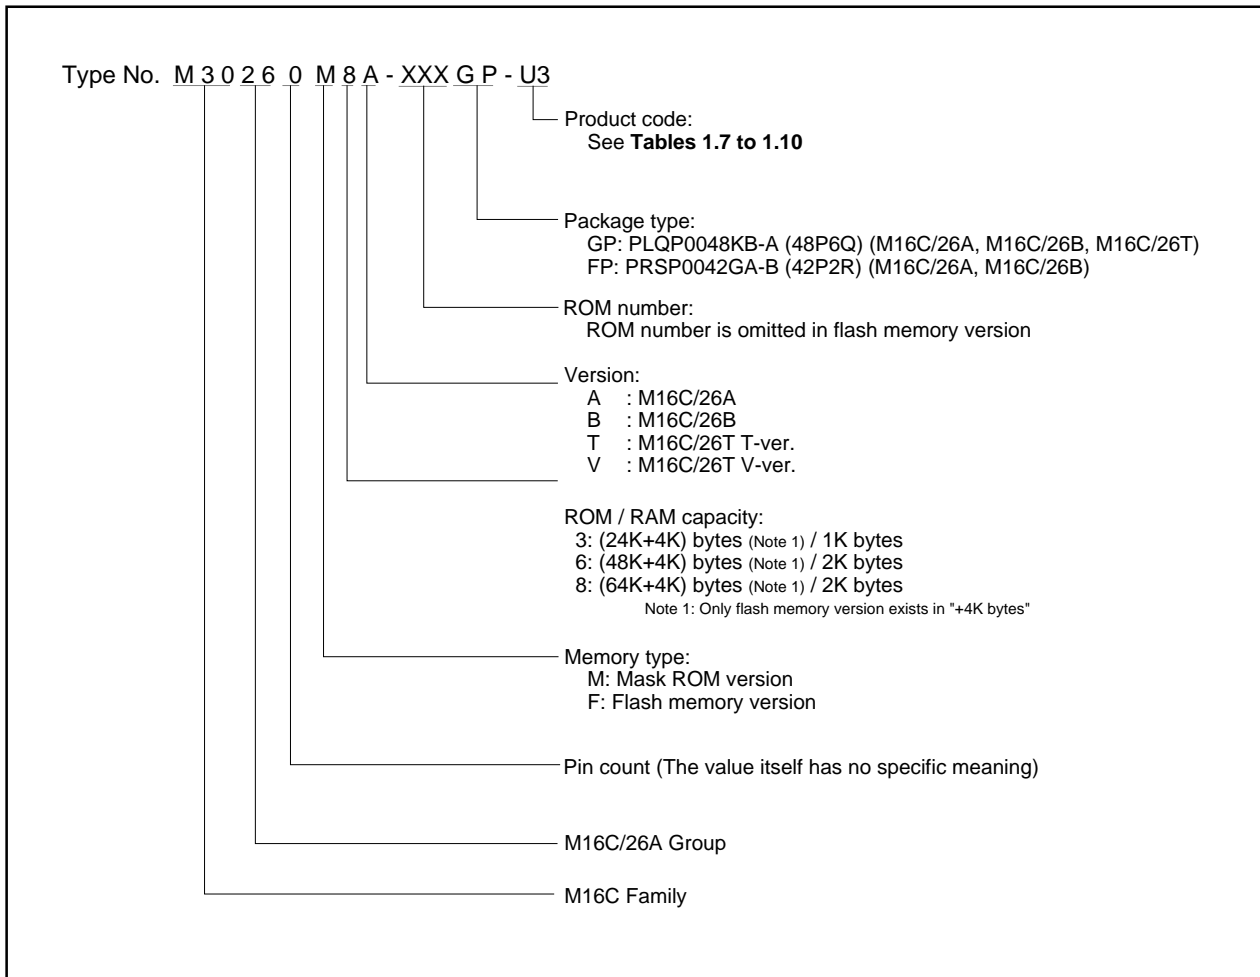 Type No. M 3 0 2 6 0 M 8 A - XXX G P - U3
Product code:
See Tables 1.7 to 1.10
Package type:
GP: PLQP0048KB-A (48P6Q) (M16C/26A, M16C/26B, M16C/26T)
FP: PRSP0042GA-B (42P2R) (M16C/26A, M16C/26B)
ROM number:
ROM number is omitted in flash memory version
Version:
A : M16C/26A
B : M16C/26B
T : M16C/26T T-ver.
V : M16C/26T V-ver.
ROM / RAM capacity:
3: (24K+4K) bytes (Note 1) / 1K bytes
6: (48K+4K) bytes (Note 1) / 2K bytes
8: (64K+4K) bytes (Note 1) / 2K bytes
Note 1: Only flash memory version exists in "+4K bytes"
Memory type:
M: Mask ROM version
F: Flash memory version
Pin count (The value itself has no specific meaning)
M16C/26A Group
M16C Family